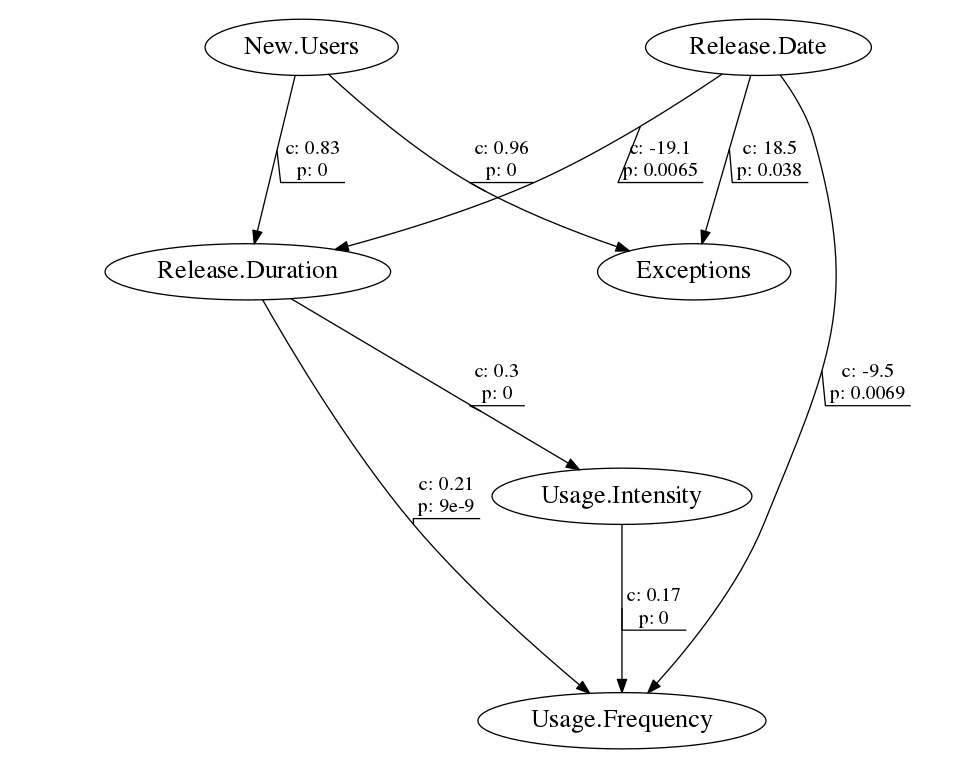 New.Users
Release.Date
c: 0.83
p: 0
c: 0.96
p: 0
c: -19.1
p: 0.0065
c: 18.5
p: 0.038
Release.Duration
Exceptions
c: 0.3
p: 0
c: -9.5
p: 0.0069
c: 0.21
p: 9e-9
Usage.Intensity
c: 0.17
p: 0
Usage.Frequency